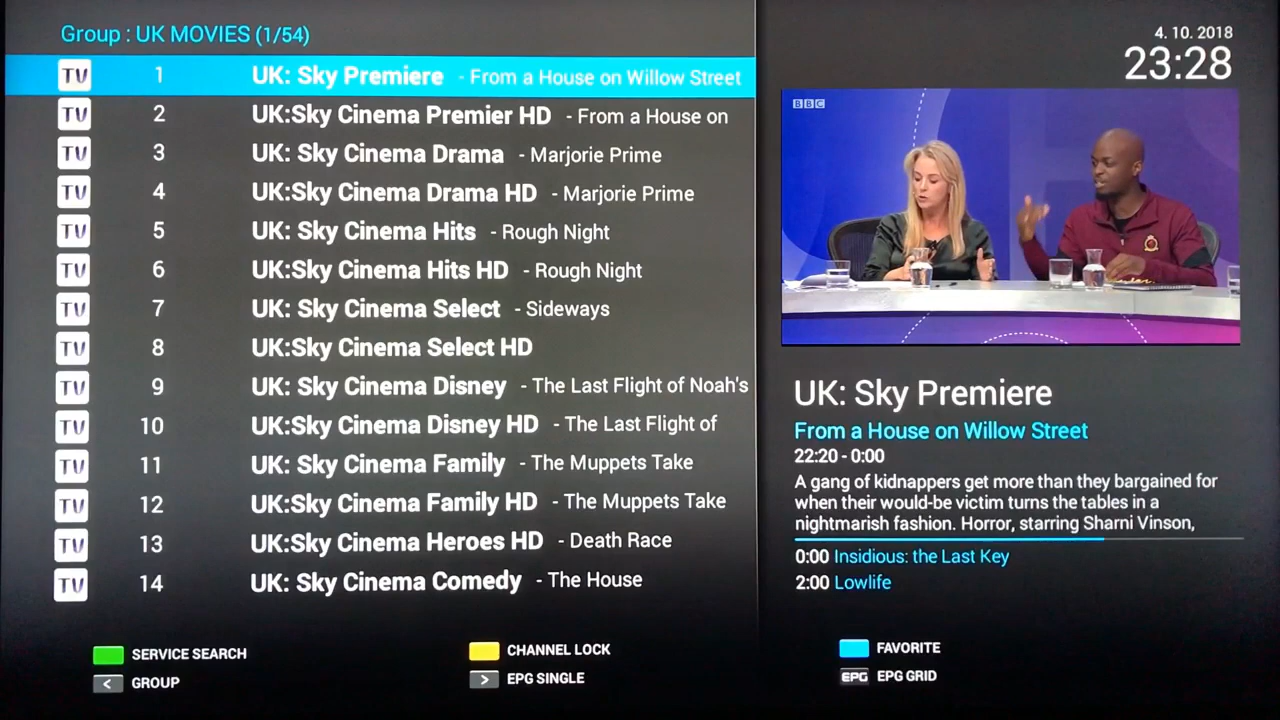 Group : UK MOVIES (1/54)
TV 1 UK: Sky Premiere - From a House on Willow Street
TV 2 UK:Sky Cinema Premier HD - From a House on
TV 3 UK: Sky Cinema Drama - Marjorie Prime
TV 4 UK:Sky Cinema Drama HD - Marjorie Prime
TV 5 UK: Sky Cinema Hits - Rough Night
TV 6 UK:Sky Cinema Hits HD - Rough Night
TV 7 UK: Sky Cinema Select - Sideways
TV 8 UK:Sky Cinema Select HD
TV 9 UK: Sky Cinema Disney - The Last Flight of Noah's
TV 10 UK:Sky Cinema Disney HD - The Last Flight of
TV 11 UK: Sky Cinema Family - The Muppets Take
TV 12 UK:Sky Cinema Family HD - The Muppets Take
TV 13 UK:Sky Cinema Heroes HD - Death Race
TV 14 UK: Sky Cinema Comedy - The House
4. 10. 2018
23:28
BBC
UK: Sky Premiere
From a House on Willow Street
22:20 - 0:00
A gang of kidnappers get more than they bargained for
when their would-be victim turns the tables in a
nightmarish fashion. Horror, starring Sharni Vinson,
0:00 Insidious: the Last Key
2:00 Lowlife
SERVICE SEARCH
CHANNEL LOCK
FAVORITE
< GROUP
> EPG SINGLE
EPG EPG GRID